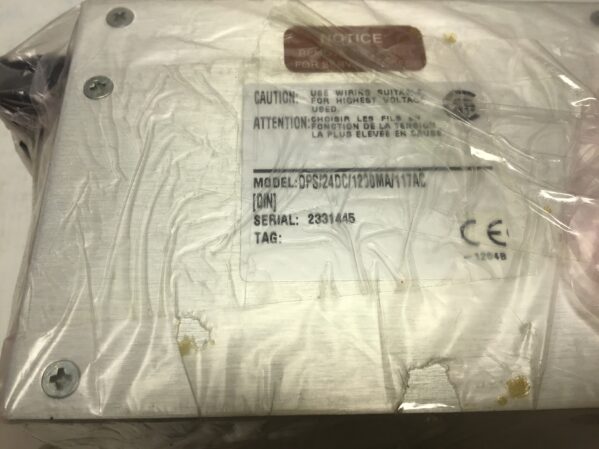 NOTICE
CAUTION: USE WIRING SUITABLE
FOR HIGHEST VOLTAGE
USED.
ATTENTION: CHOISIR LES FILS EN
FONCTION DE LA TENSION
LA PLUS ELEVEE EN CAUSE
MODEL: DPS/24DC/1200MA/117AC
[DIN]
SERIAL: 2331445
TAG:
CE